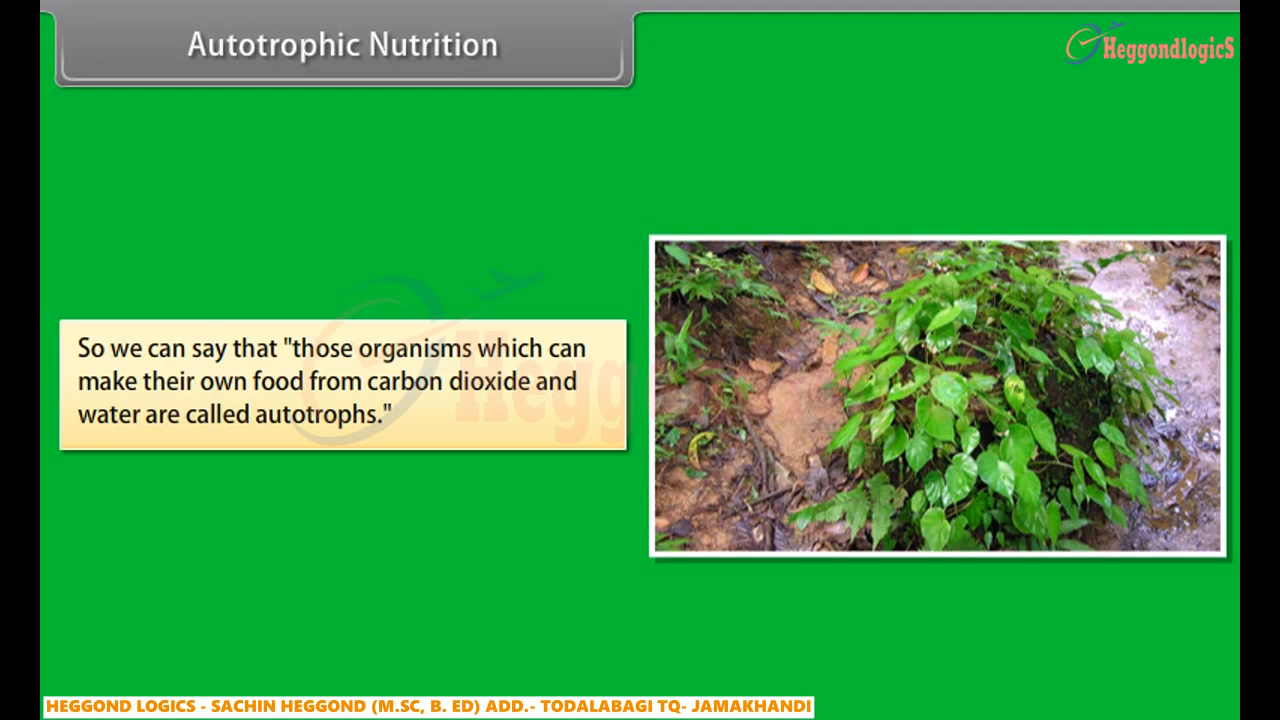 Autotrophic Nutrition
HeggondlogicS
So we can say that "those organisms which can
make their own food from carbon dioxide and
water are called autotrophs."
HEGGOND LOGICS - SACHIN HEGGOND (M.SC, B. ED) ADD.- TODALABAGI TQ- JAMAKHANDI